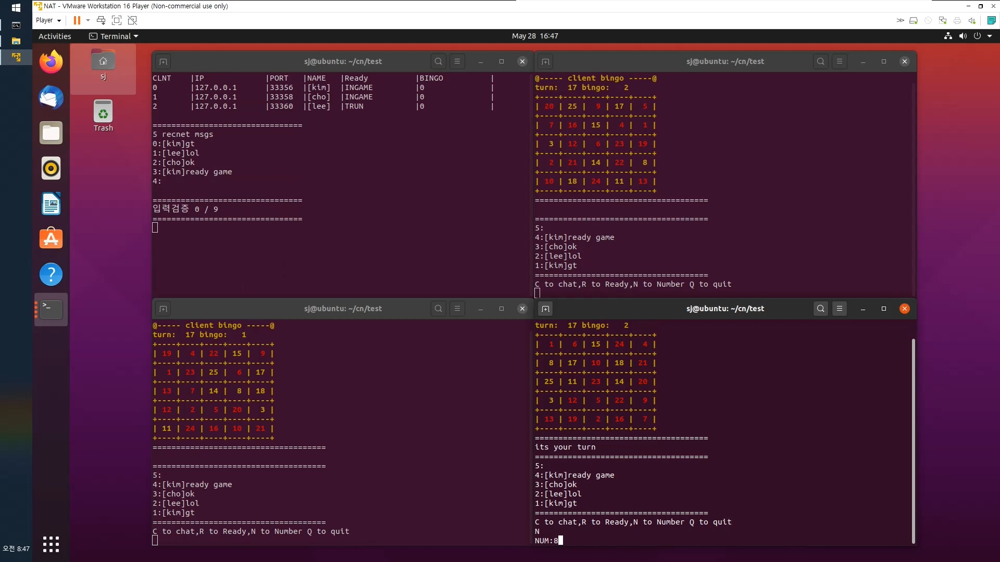 NAT - VMware Workstation 16 Player (Non-commercial use only)
Player
Activities
Terminal
May 28 16:47
sj
Trash
오전 8:47
sj@ubuntu: ~/cn/test
CLNT |IP |PORT |NAME |Ready |BINGO |
0 |127.0.0.1 |33356 |[kim] |INGAME |0 |
1 |127.0.0.1 |33358 |[cho] |INGAME |0 |
2 |127.0.0.1 |33360 |[lee] |TRUN |0 |
================================
5 recnet msgs
0:[kim]gt
1:[lee]lol
2:[cho]ok
3:[kim]ready game
4:
================================
입력검증 0 / 9
================================
sj@ubuntu: ~/cn/test
@----- client bingo -----@
turn: 17 bingo: 2
+----+----+----+----+----+
| 20 | 25 | 9 | 17 | 5 |
+----+----+----+----+----+
| 7 | 16 | 15 | 4 | 1 |
+----+----+----+----+----+
| 3 | 12 | 6 | 23 | 19 |
+----+----+----+----+----+
| 2 | 21 | 14 | 22 | 8 |
+----+----+----+----+----+
| 10 | 18 | 24 | 11 | 13 |
+----+----+----+----+----+
=====================================
=====================================
5:
4:[kim]ready game
3:[cho]ok
2:[lee]lol
1:[kim]gt
=====================================
C to chat,R to Ready,N to Number Q to quit
sj@ubuntu: ~/cn/test
@----- client bingo -----@
turn: 17 bingo: 1
+----+----+----+----+----+
| 19 | 4 | 22 | 15 | 9 |
+----+----+----+----+----+
| 1 | 23 | 25 | 6 | 17 |
+----+----+----+----+----+
| 13 | 7 | 14 | 8 | 18 |
+----+----+----+----+----+
| 12 | 2 | 5 | 20 | 3 |
+----+----+----+----+----+
| 11 | 24 | 16 | 10 | 21 |
+----+----+----+----+----+
=====================================
=====================================
5:
4:[kim]ready game
3:[cho]ok
2:[lee]lol
1:[kim]gt
=====================================
C to chat,R to Ready,N to Number Q to quit
sj@ubuntu: ~/cn/test
turn: 17 bingo: 2
+----+----+----+----+----+
| 1 | 6 | 15 | 24 | 4 |
+----+----+----+----+----+
| 8 | 17 | 10 | 18 | 21 |
+----+----+----+----+----+
| 25 | 11 | 23 | 14 | 20 |
+----+----+----+----+----+
| 3 | 12 | 5 | 22 | 9 |
+----+----+----+----+----+
| 13 | 19 | 2 | 16 | 7 |
+----+----+----+----+----+
=====================================
its your turn
=====================================
5:
4:[kim]ready game
3:[cho]ok
2:[lee]lol
1:[kim]gt
=====================================
C to chat,R to Ready,N to Number Q to quit
N
NUM:8